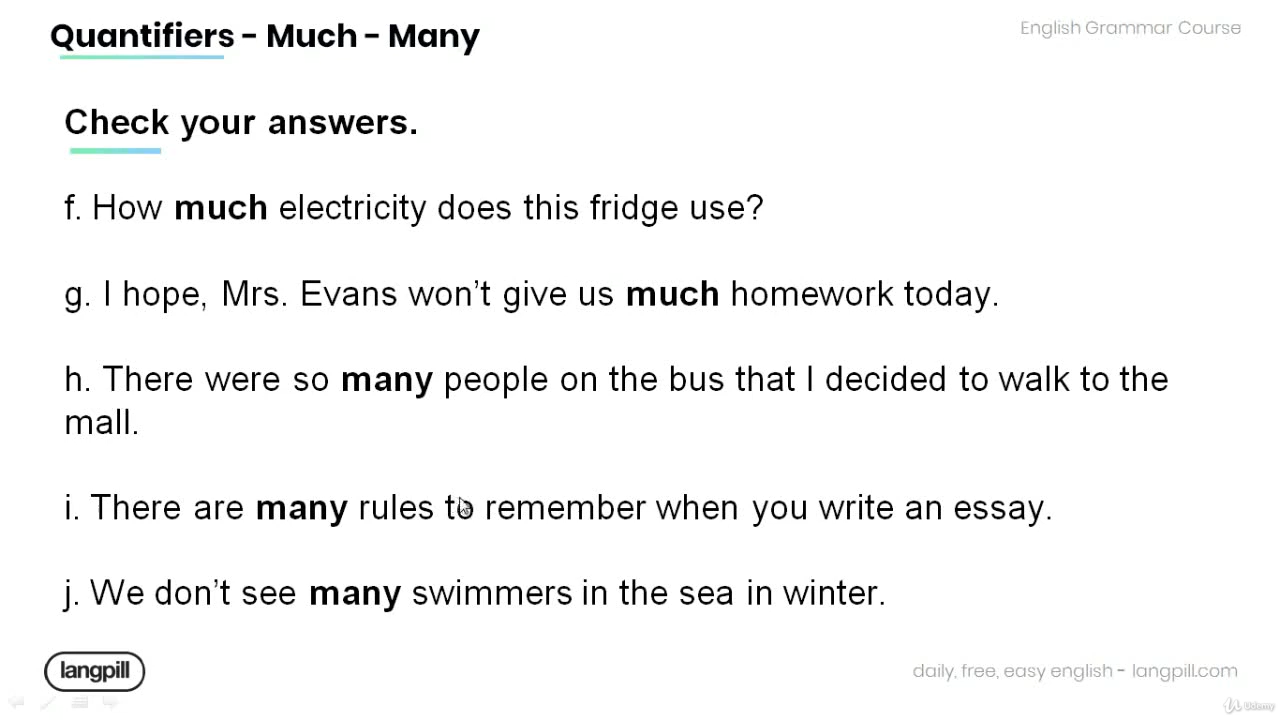 Quantifiers - Much - Many
English Grammar Course
Check your answers.
f. How much electricity does this fridge use?
g. I hope, Mrs. Evans won’t give us much homework today.
h. There were so many people on the bus that I decided to walk to the
mall.
i. There are many rules to remember when you write an essay.
j. We don’t see many swimmers in the sea in winter.
langpill
daily, free, easy english - langpill.com
Udemy